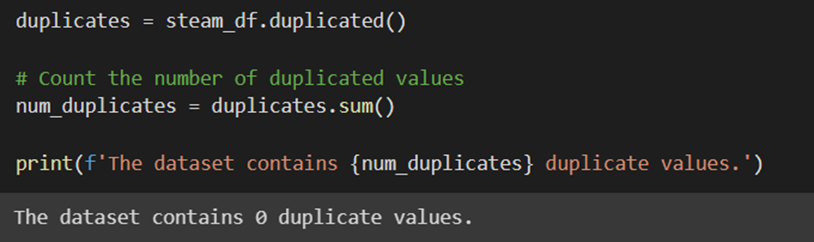 duplicates = steam_df.duplicated()
# Count the number of duplicated values
num_duplicates = duplicates.sum()
print(f'The dataset contains {num_duplicates} duplicate values.')
The dataset contains 0 duplicate values.